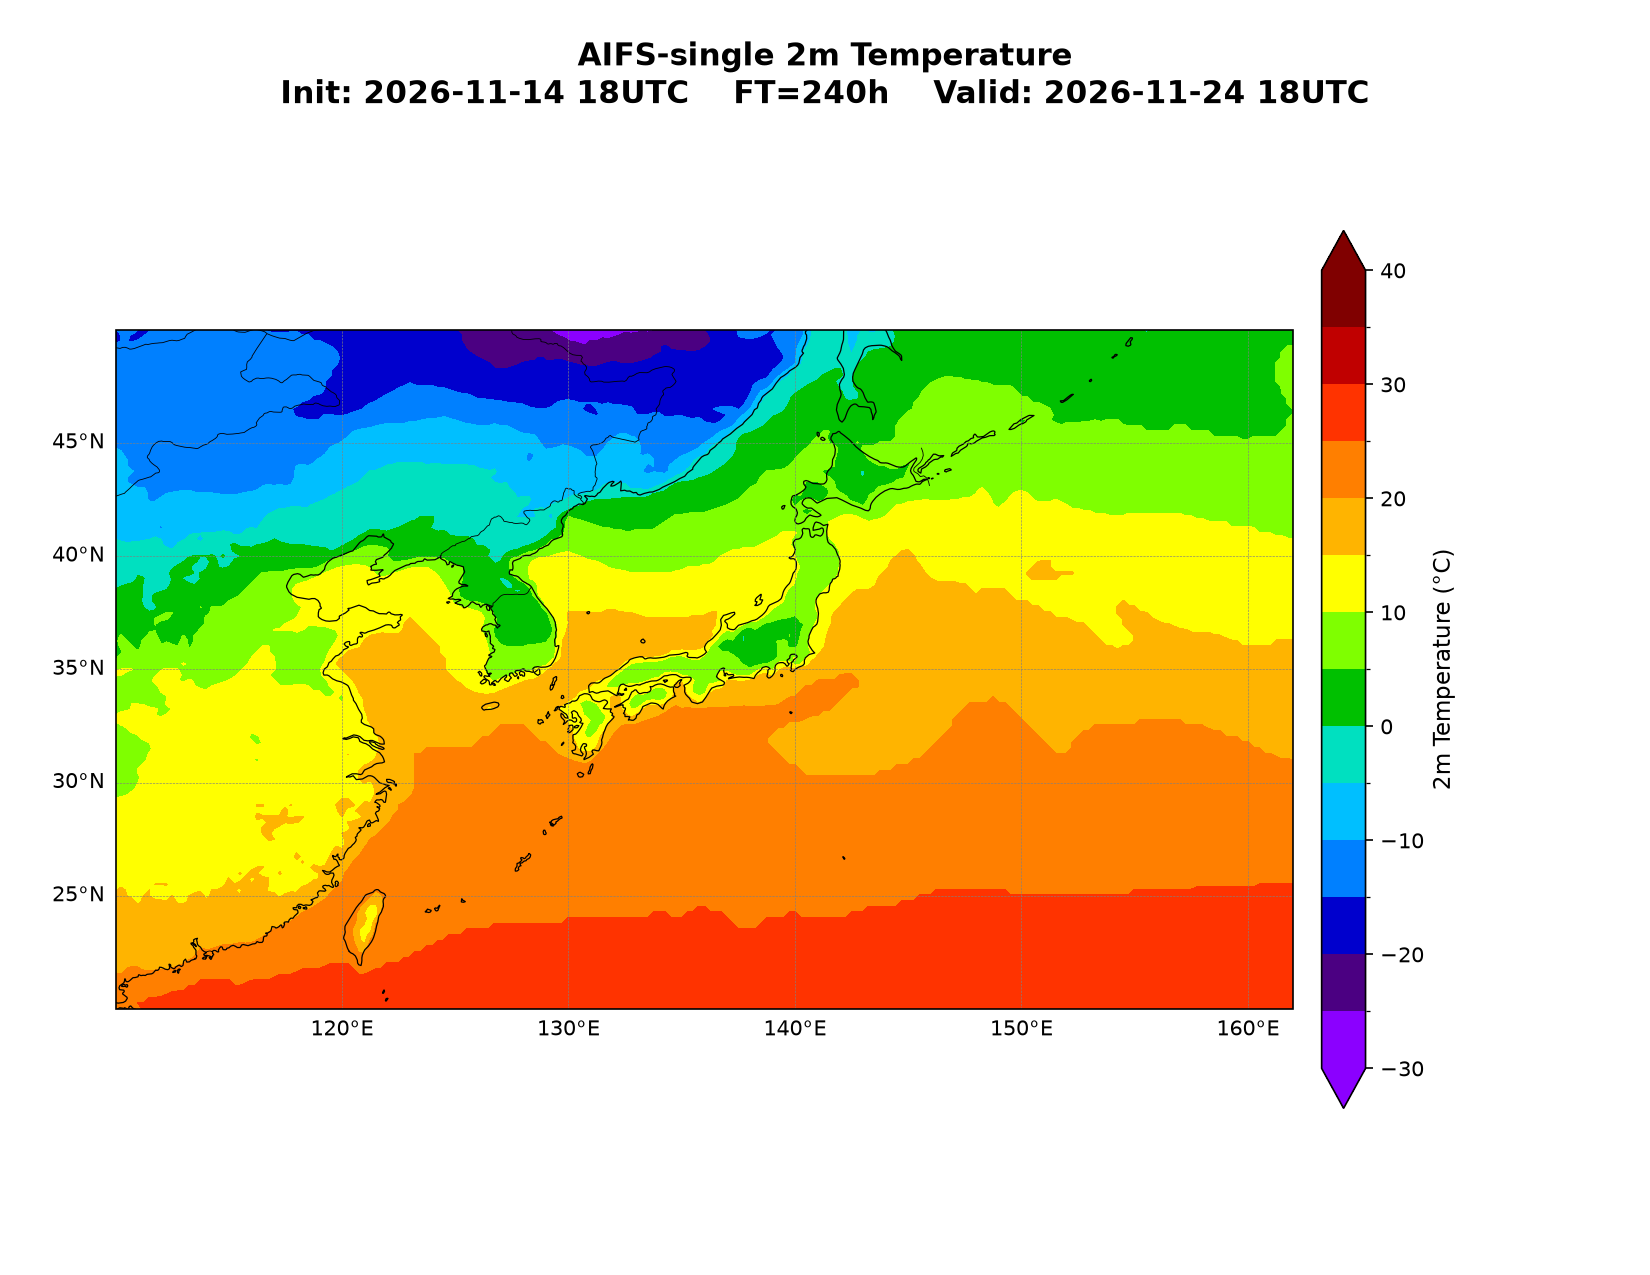 AIFS-single 2m Temperature
Init: 2026-11-14 18UTC    FT=240h    Valid: 2026-11-24 18UTC
45°N
40°N
35°N
30°N
25°N
120°E
130°E
140°E
150°E
160°E
40
30
20
10
0
−10
−20
−30
2m Temperature (°C)